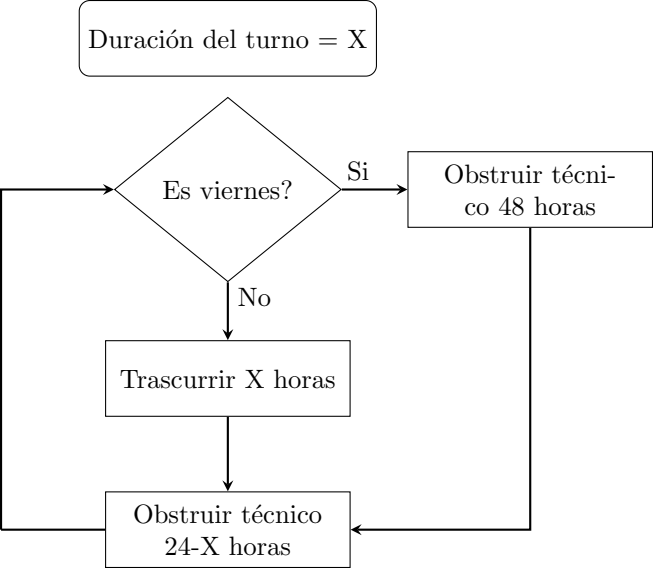 Duración del turno = X
Es viernes?
Si
Obstruir técni-
co 48 horas
No
Trascurrir X horas
Obstruir técnico
24-X horas